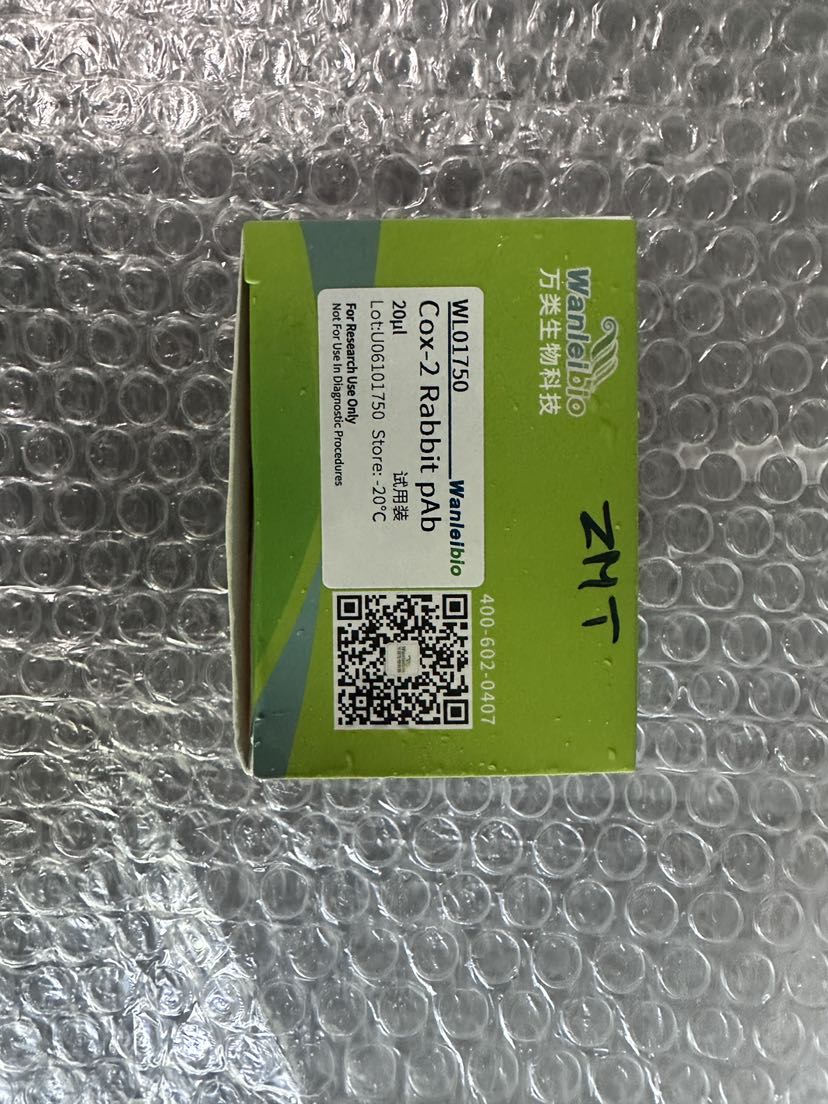 Wanleibio
万类生物科技
ZMT
WL01750 Wanleibio
Cox-2 Rabbit pAb
20μl 试用装
Lot:U06101750 Store: -20°C
For Research Use Only
Not For Use In Diagnostic Procedures
400-602-0407